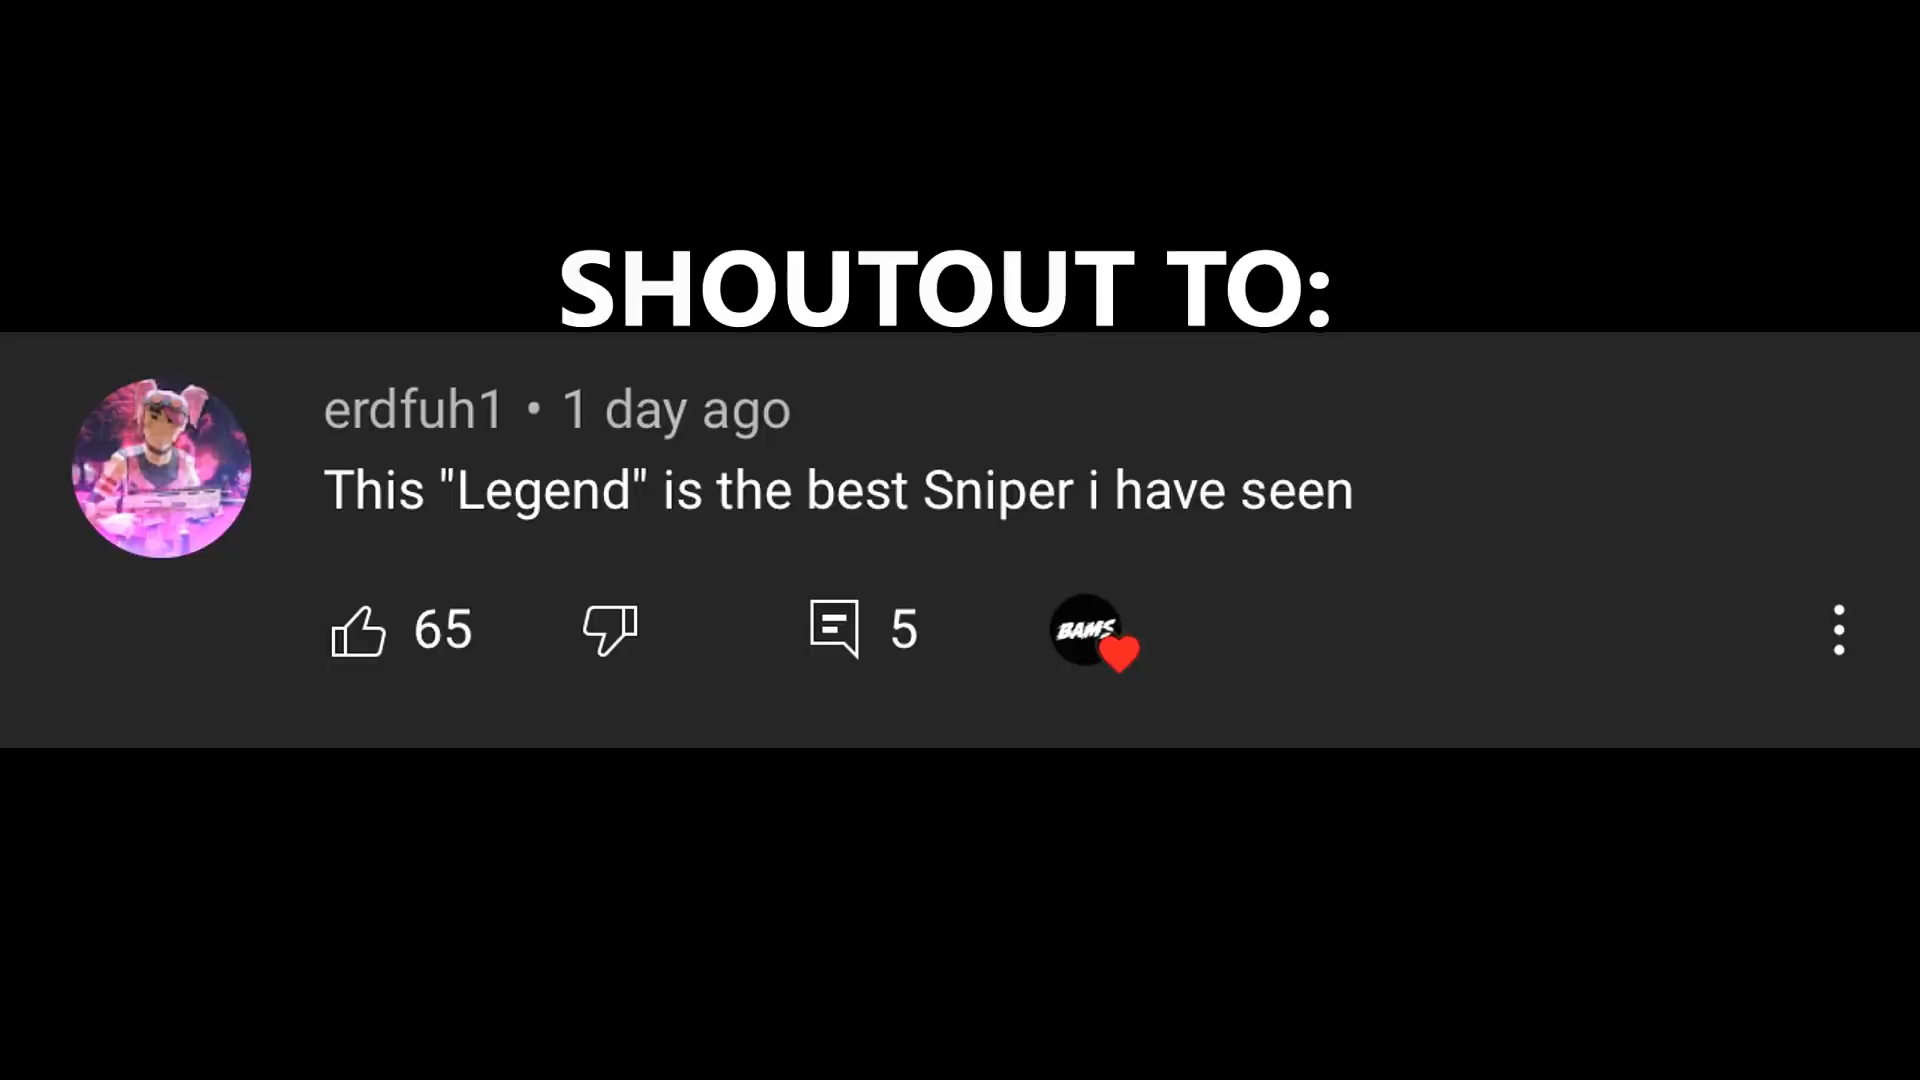 SHOUTOUT TO:
erdfuh1 • 1 day ago
This "Legend" is the best Sniper i have seen
65
5
BAMS